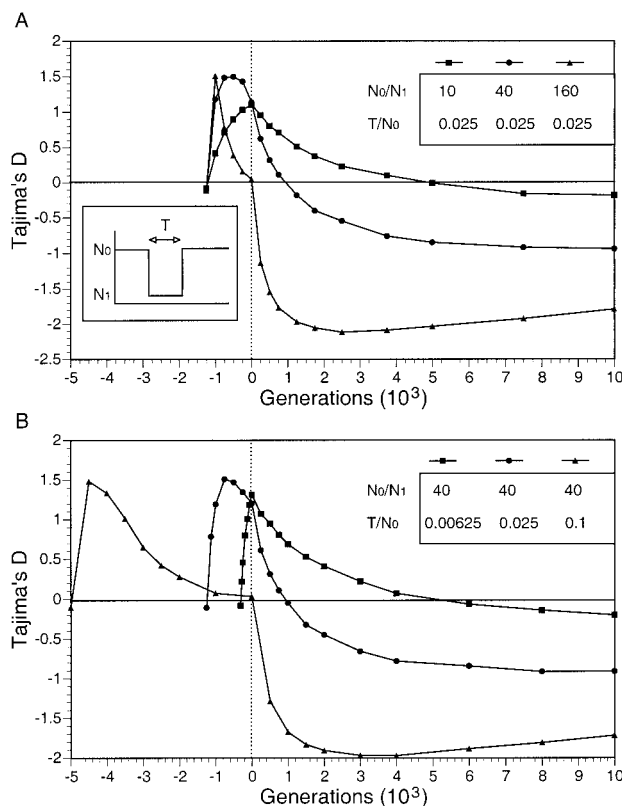 A
Tajima's D
2
1.5
1
0.5
0
-0.5
-1
-1.5
-2
-2.5
N0/N1 10 40 160
T/N0 0.025 0.025 0.025
T
N0
N1
-5 -4 -3 -2 -1 0 1 2 3 4 5 6 7 8 9 10
Generations (10³)
B
Tajima's D
2
1.5
1
0.5
0
-0.5
-1
-1.5
-2
N0/N1 40 40 40
T/N0 0.00625 0.025 0.1
-5 -4 -3 -2 -1 0 1 2 3 4 5 6 7 8 9 10
Generations (10³)